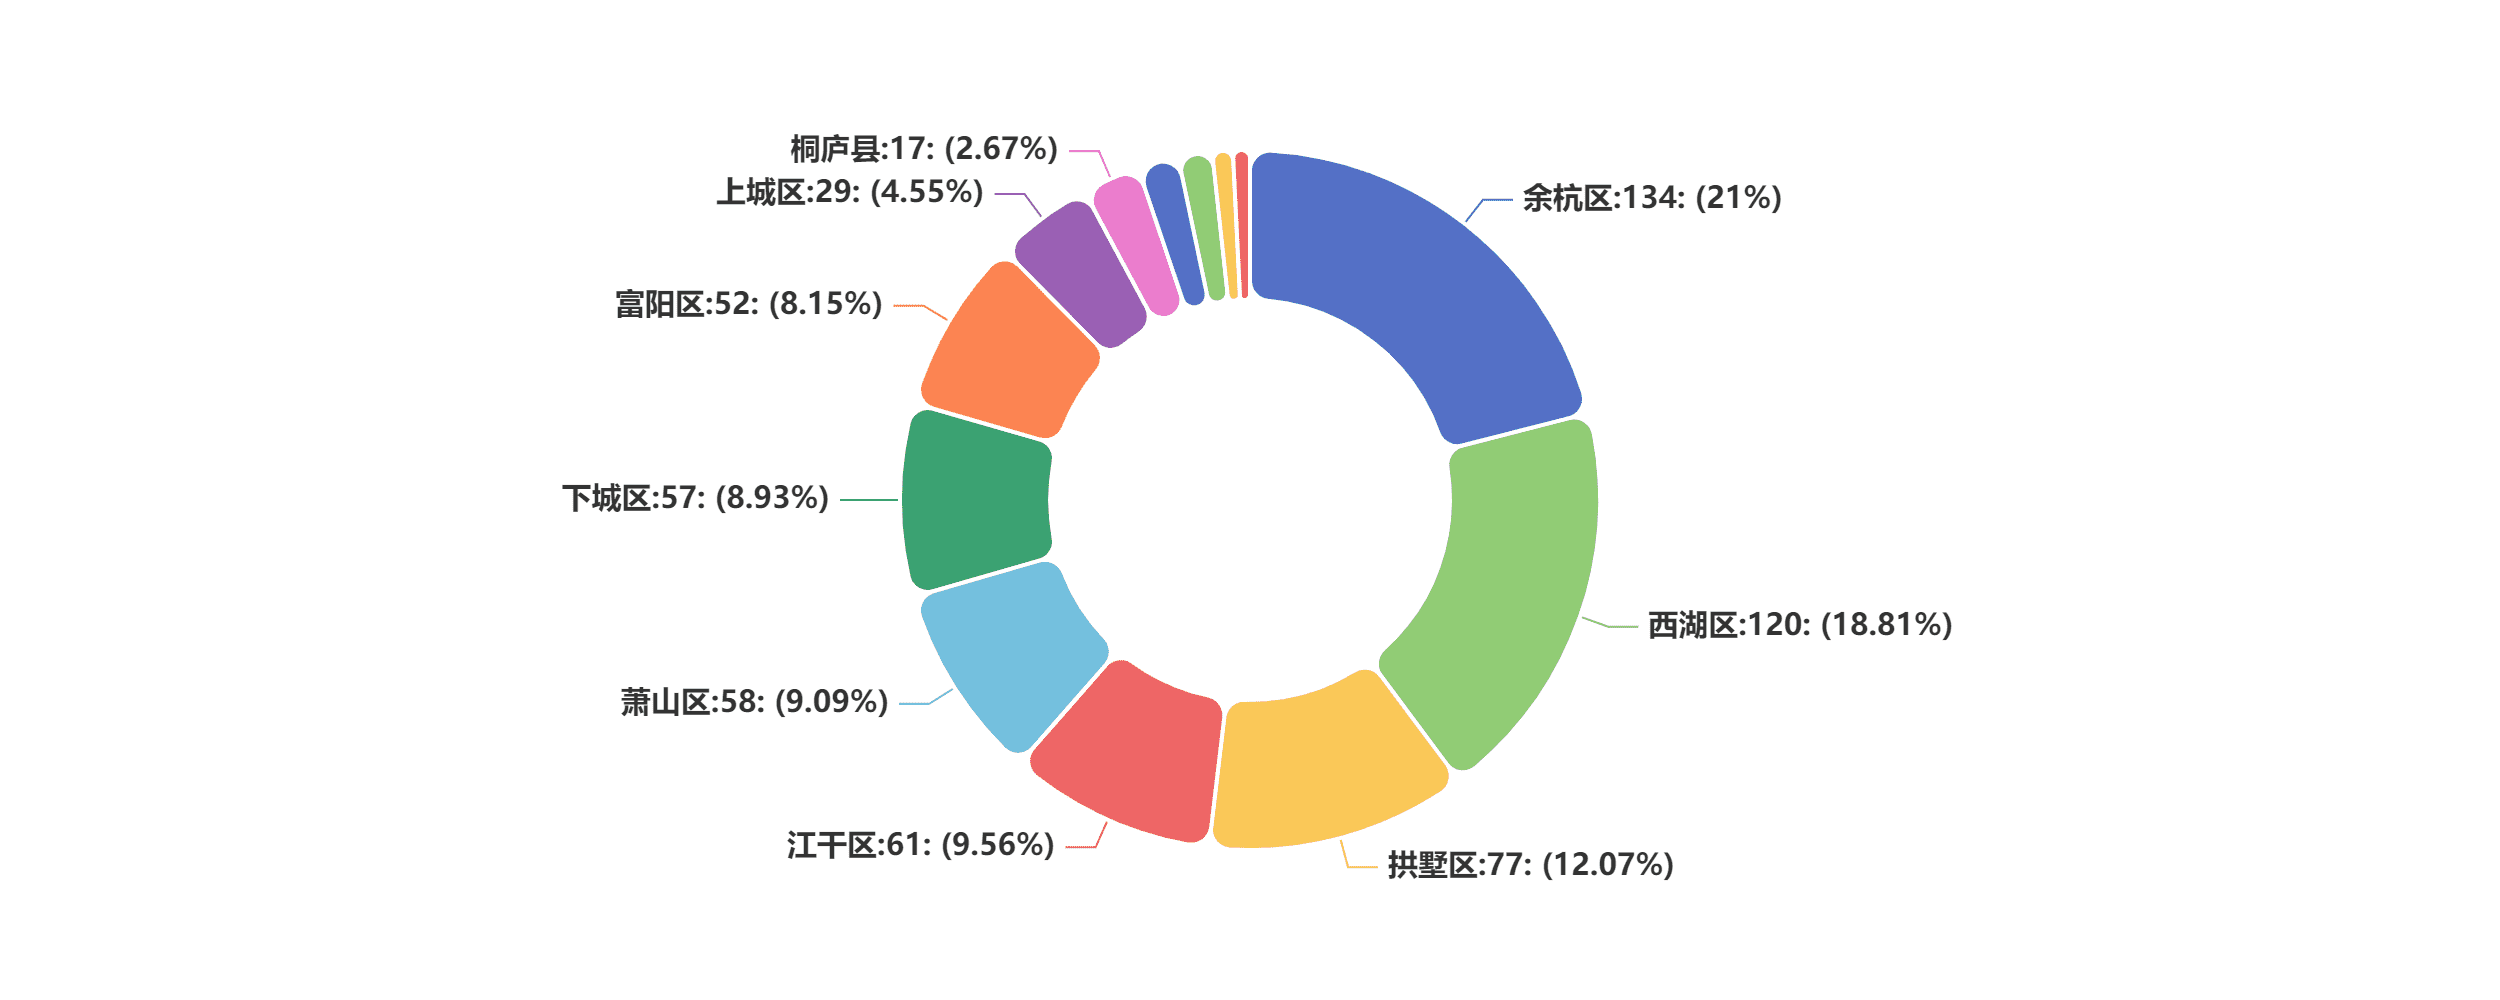 桐庐县:17: (2.67%)
上城区:29: (4.55%)
余杭区:134: (21%)
富阳区:52: (8.15%)
下城区:57: (8.93%)
西湖区:120: (18.81%)
萧山区:58: (9.09%)
江干区:61: (9.56%)
拱墅区:77: (12.07%)